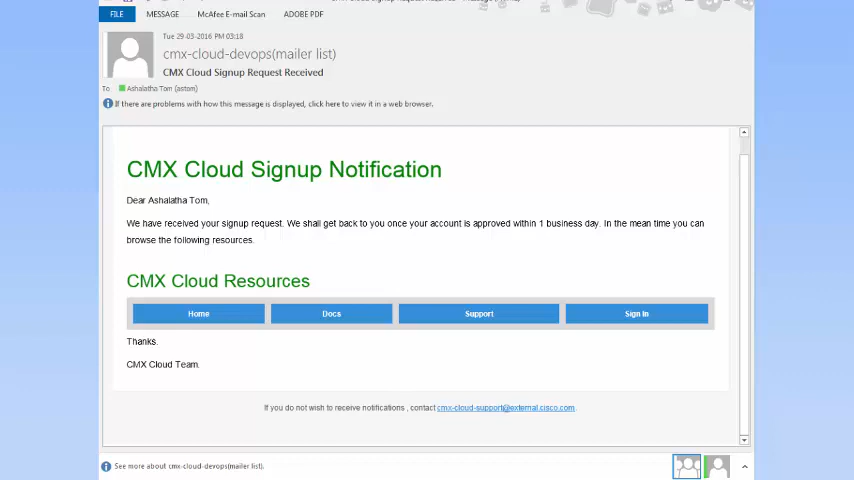 FILE MESSAGE McAfee E-mail Scan ADOBE PDF
Tue 29-03-2016 PM 03:18
cmx-cloud-devops(mailer list)
CMX Cloud Signup Request Received
To Ashalatha Tom (astom)
If there are problems with how this message is displayed, click here to view it in a web browser.
CMX Cloud Signup Notification
Dear Ashalatha Tom,
We have received your signup request. We shall get back to you once your account is approved within 1 business day. In the mean time you can
browse the following resources.
CMX Cloud Resources
Home Docs Support Sign In
Thanks.
CMX Cloud Team.
If you do not wish to receive notifications , contact cmx-cloud-support@external.cisco.com.
See more about cmx-cloud-devops(mailer list).